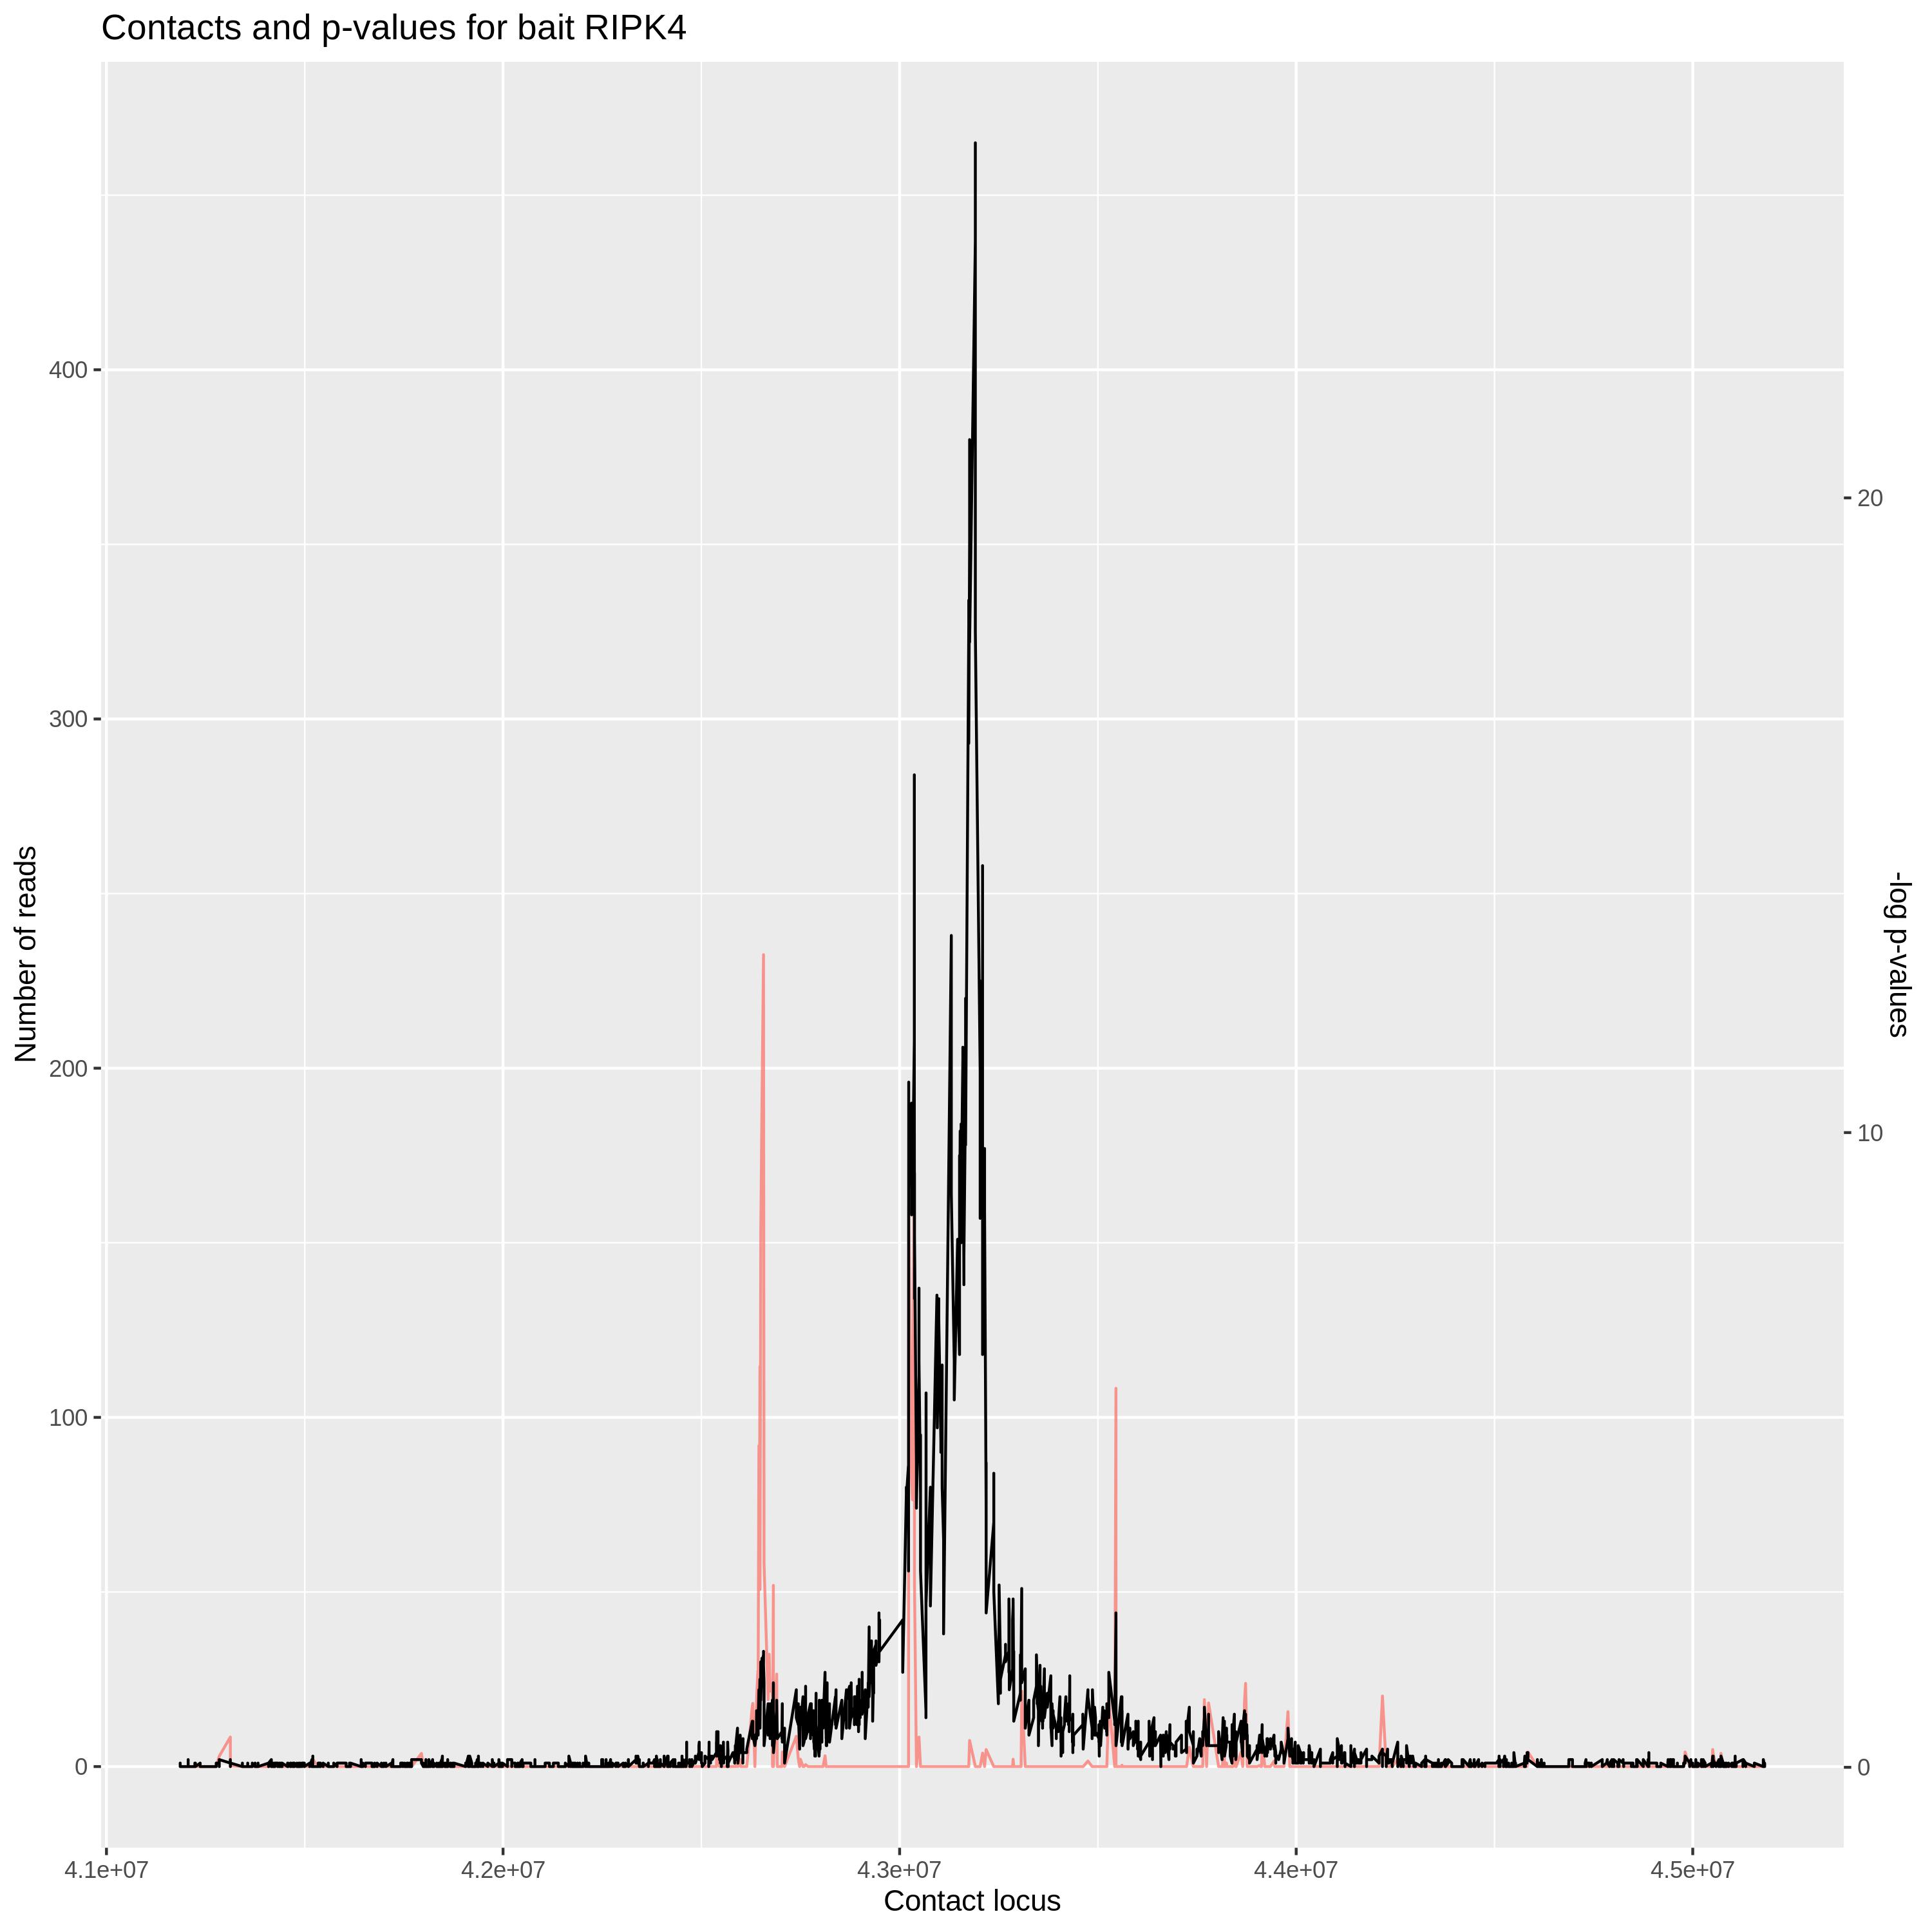 Contacts and p-values for bait RIPK4
400
300
200
100
0
Number of reads
20
10
0
-log p-values
4.1e+07 4.2e+07 4.3e+07 4.4e+07 4.5e+07
Contact locus